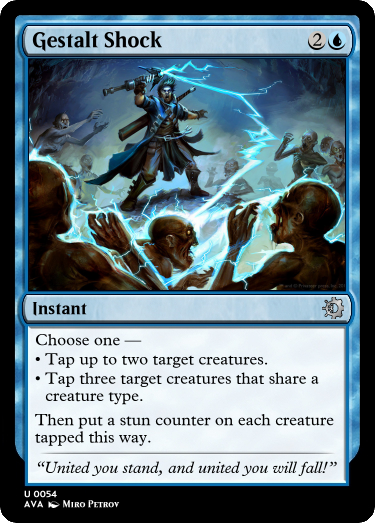 Gestalt Shock
2
Instant
Choose one —
• Tap up to two target creatures.
• Tap three target creatures that share a
creature type.
Then put a stun counter on each creature
tapped this way.
“United you stand, and united you will fall!”
U 0054
AVA Miro Petrov